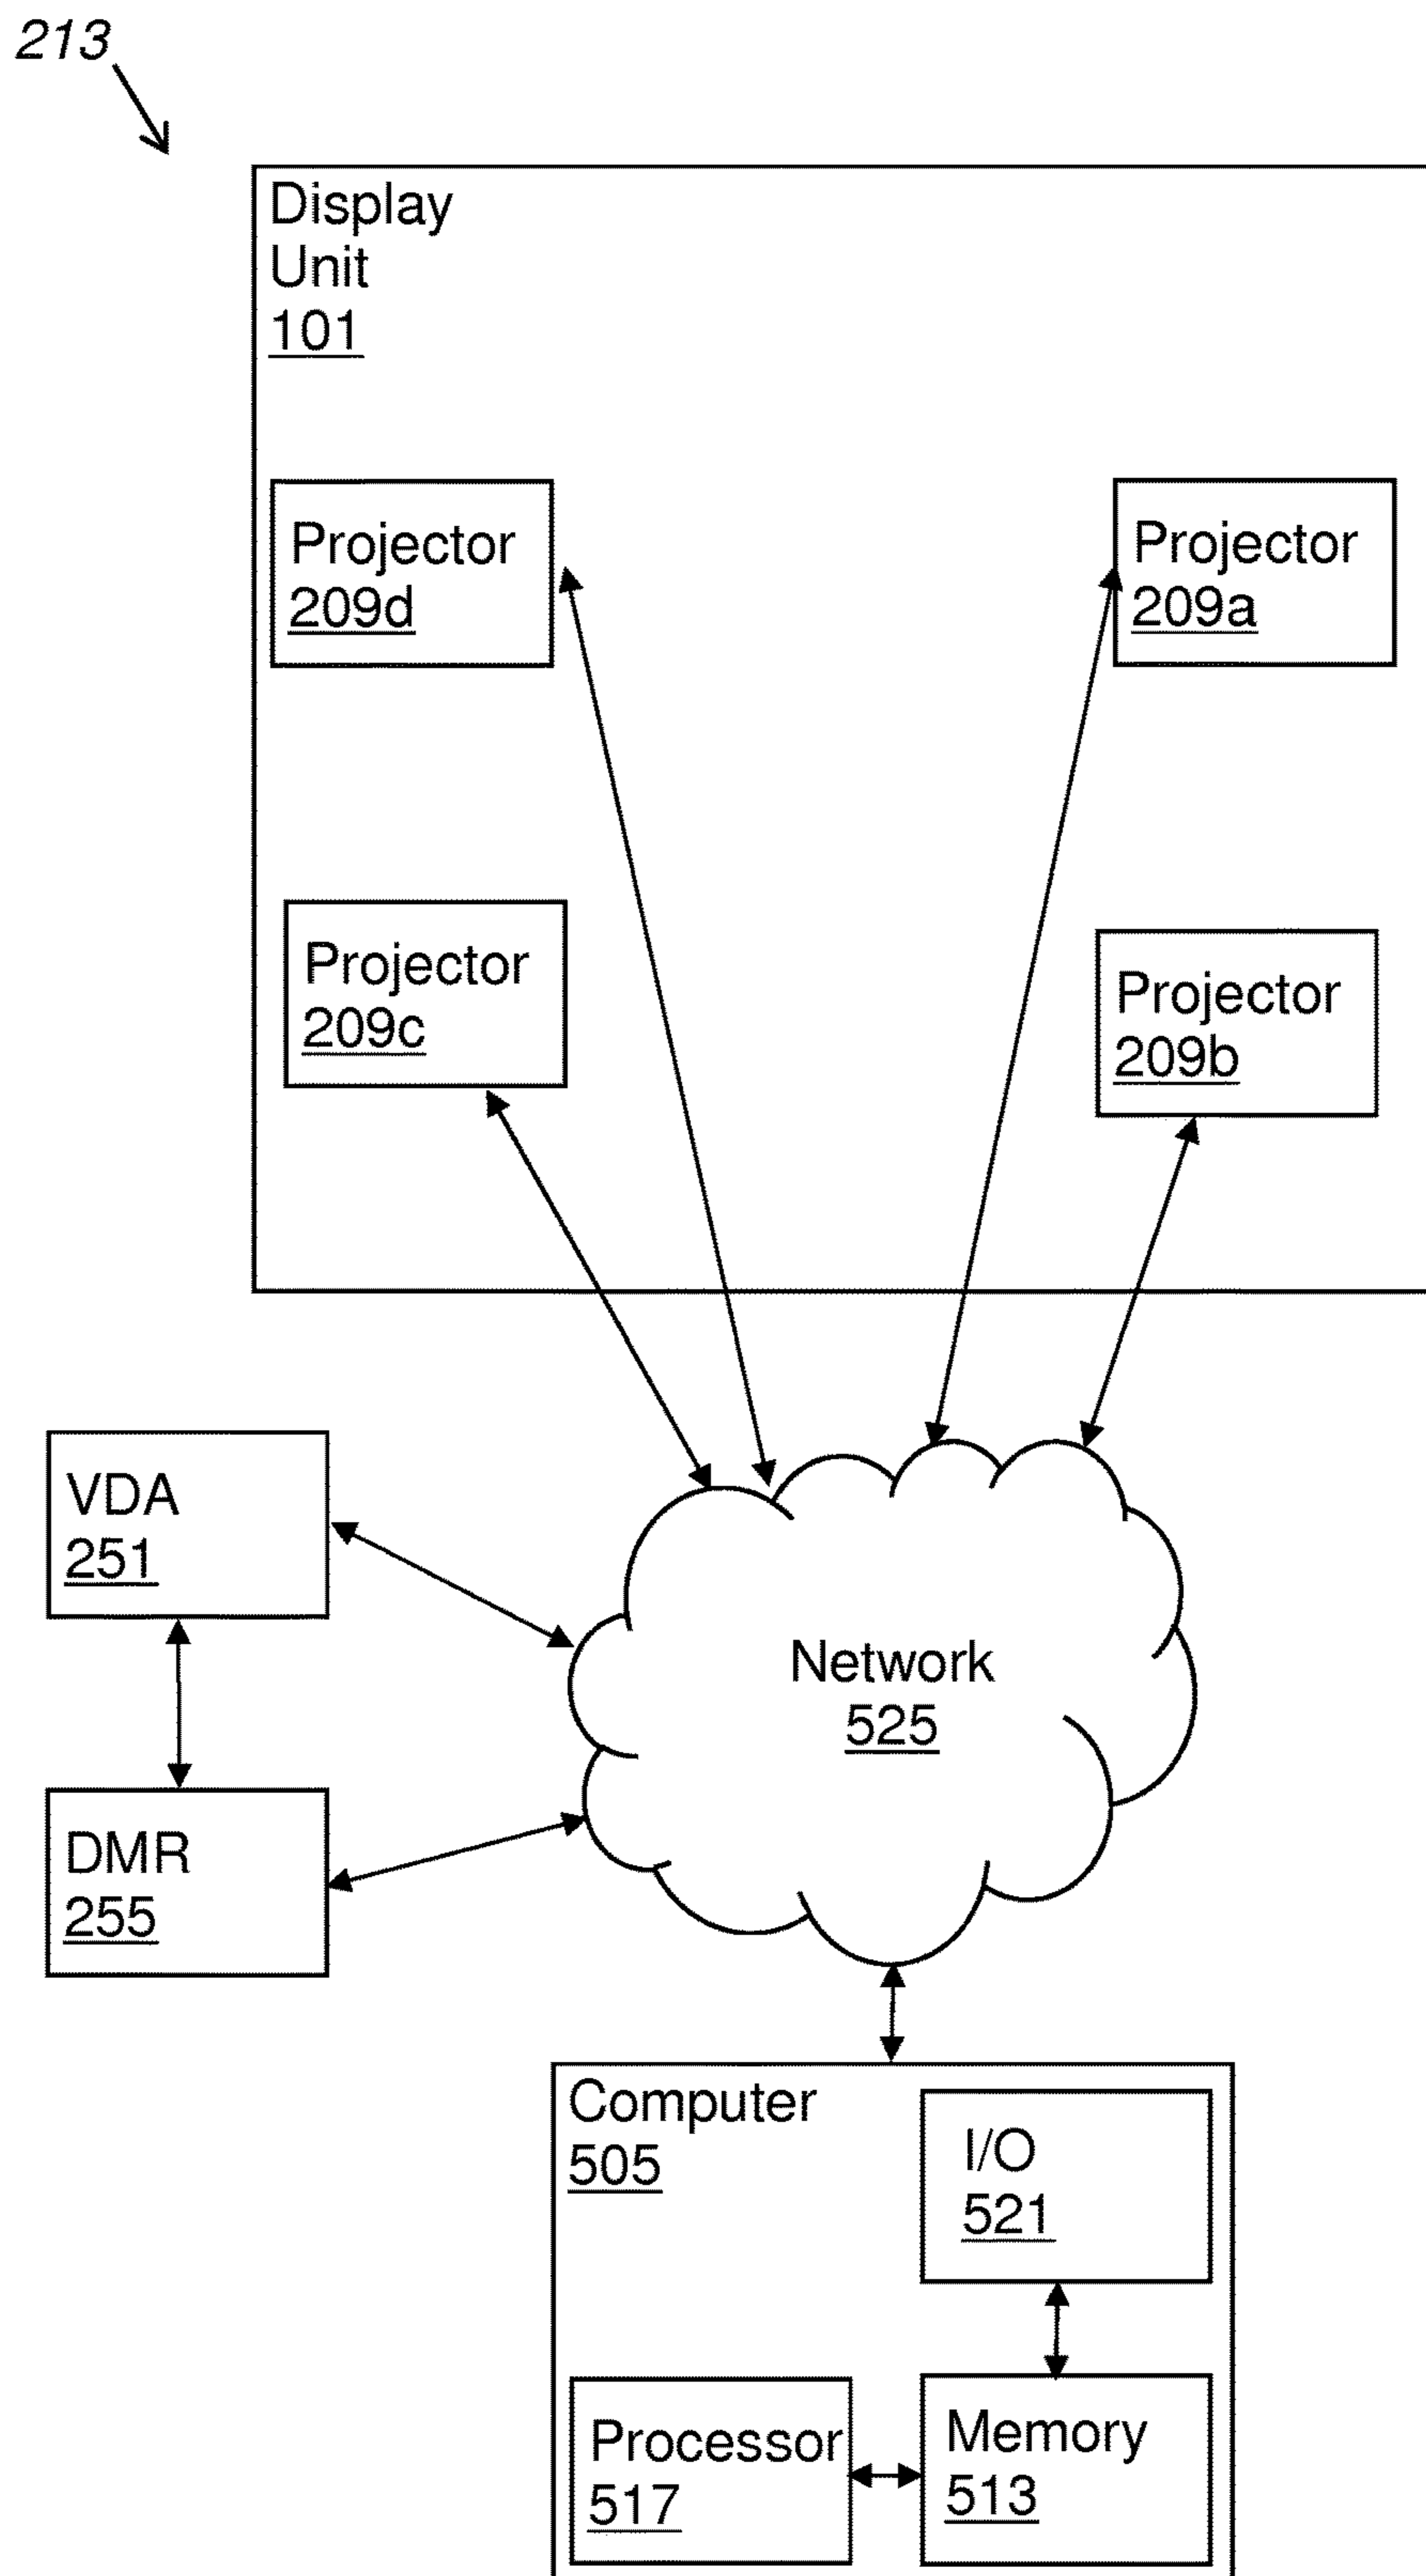 213
Display
Unit
101
Projector
209d
Projector
209a
Projector
209c
Projector
209b
VDA
251
Network
525
DMR
255
Computer
505
I/O
521
Processor
517
Memory
513